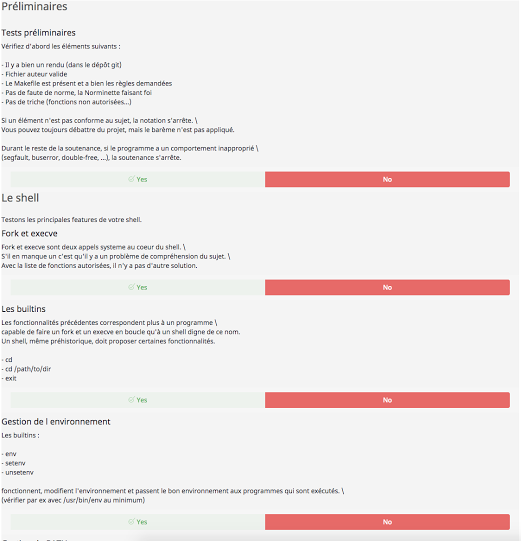 Préliminaires
Tests préliminaires
Vérifiez d'abord les éléments suivants :
- Il y a bien un rendu (dans le dépôt git)
- Fichier auteur valide
- Le Makefile est présent et a bien les règles demandées
- Pas de faute de norme, la Norminette faisant foi
- Pas de triche (fonctions non autorisées...)
Si un élément n'est pas conforme au sujet, la notation s'arrête. \
Vous pouvez toujours débattre du projet, mais le barème n'est pas appliqué.
Durant le reste de la soutenance, si le programme a un comportement inapproprié \
(segfault, buserror, double-free, ...), la soutenance s'arrête.
Yes No
Le shell
Testons les principales features de votre shell.
Fork et execve
Fork et execve sont deux appels systeme au coeur du shell. \
S'il en manque un c'est qu'il y a un problème de compréhension du sujet. \
Avec la liste de fonctions autorisées, il n'y a pas d'autre solution.
Yes No
Les builtins
Les fonctionnalités précédentes correspondent plus à un programme \
capable de faire un fork et un execve en boucle qu'à un shell digne de ce nom.
Un shell, même préhistorique, doit proposer certaines fonctionnalités.
- cd
- cd /path/to/dir
- exit
Yes No
Gestion de l environnement
Les builtins :
- env
- setenv
- unsetenv
fonctionnent, modifient l'environnement et passent le bon environnement aux programmes qui sont exécutés. \
(vérifier par ex avec /usr/bin/env au minimum)
Yes No